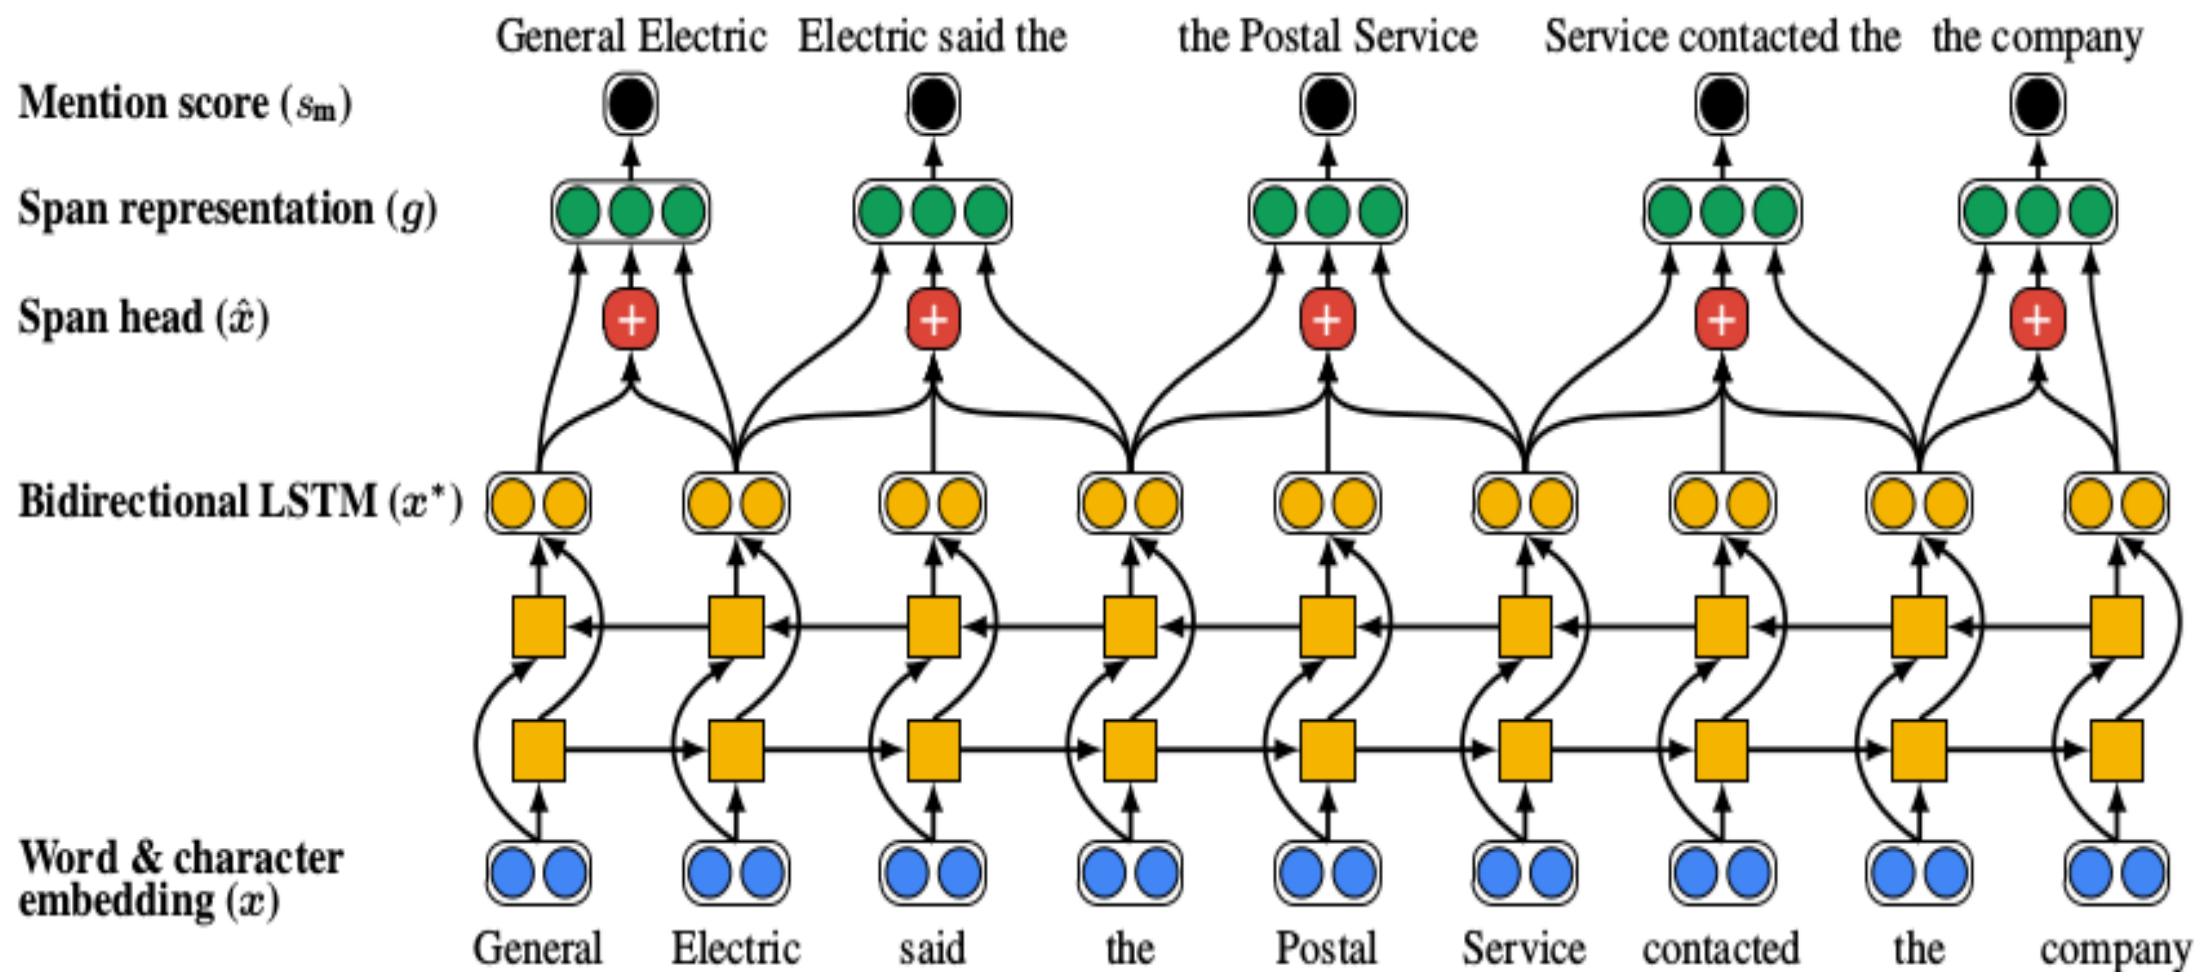 General Electric Electric said the the Postal Service Service contacted the the company
Mention score (sₘ)
Span representation (g)
Span head (x̂)
Bidirectional LSTM (x*)
Word & character
embedding (x)
General Electric said the Postal Service contacted the company